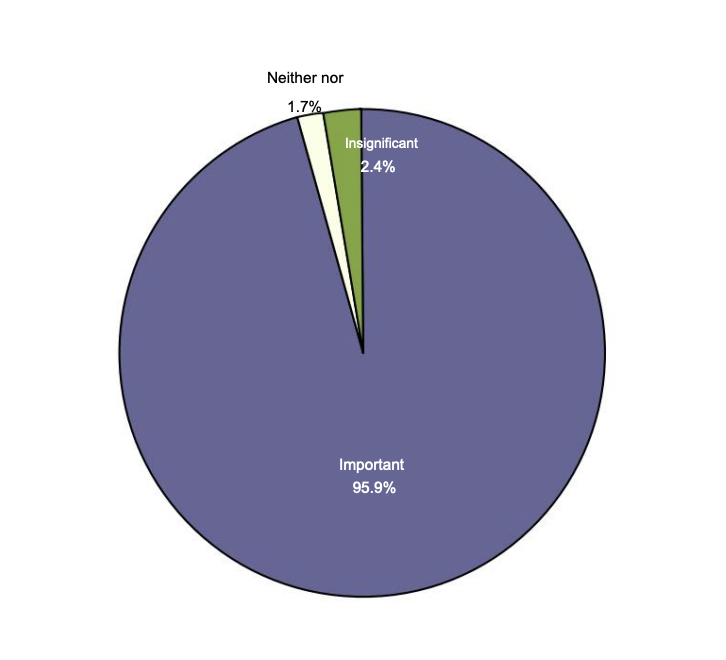 Neither nor
1.7%
Insignificant
2.4%
Important
95.9%